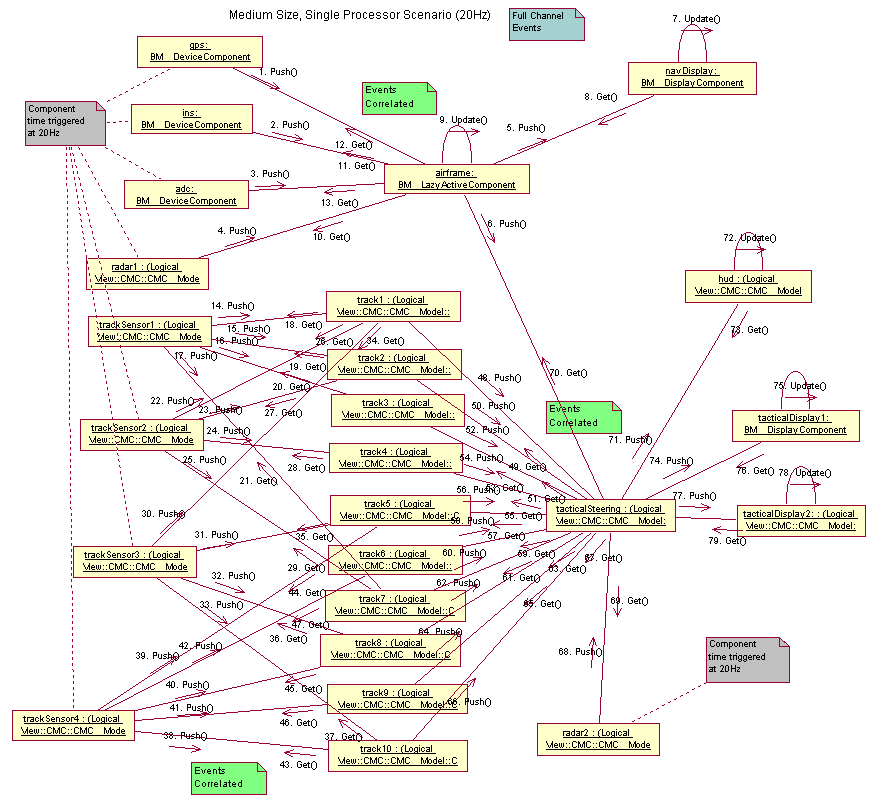 Medium Size, Single Processor Scenario (20Hz)
Full Channel
Events
7. Update()
gps:
BM__DeviceComponent
1. Push()
navDisplay:
BM__DisplayComponent
Events
Correlated
8. Get()
Component
time triggered
at 20Hz
ins:
BM__DeviceComponent
2. Push()
9. Update()
5. Push()
12. Get()
11. Get()
airframe:
BM__LazyActiveComponent
3. Push()
adc:
BM__DeviceComponent
13. Get()
4. Push()
10. Get()
6. Push()
72. Update()
radar1 : (Logical
View::CMC::CMC__Mode
hud : (Logical
View::CMC::CMC__Model
14. Push()
track1 : (Logical
View::CMC::CMC__Model::
trackSensor1 : (Logical
View::CMC::CMC__Mode
15. Push()
18. Get()
73. Get()
16. Push()
26. Get()
34. Get()
17. Push()
track2 : (Logical
View::CMC::CMC__Model::
19. Get()
70. Get()
48. Push()
20. Get()
75. Update()
22. Push()
23. Push()
27. Get()
track3 : (Logical
View::CMC::CMC__Model::
50. Push()
Events
Correlated
tacticalDisplay1:
BM__DisplayComponent
trackSensor2 : (Logical
View::CMC::CMC__Mode
24. Push()
52. Push()
71. Push()
25. Push()
track4 : (Logical
View::CMC::CMC__Model::
54. Push()
49. Get()
74. Push()
76. Get()
28. Get()
21. Get()
78. Update()
56. Push()
53. Get()
51. Get()
77. Push()
30. Push()
track5 : (Logical
View::CMC::CMC__Model::C
55. Get()
tacticalSteering : (Logical
View::CMC::CMC__Model:
tacticalDisplay2: : (Logical
View::CMC::CMC__Model:
58. Push()
31. Push()
35. Get()
57. Get()
79. Get()
trackSensor3 : (Logical
View::CMC::CMC__Mode
track6 : (Logical
View::CMC::CMC__Model::
60. Push()
59. Get()
67. Get()
29. Get()
63. Get()
32. Push()
61. Get()
62. Push()
44. Get()
33. Push()
track7 : (Logical
View::CMC::CMC__Model::C
65. Get()
69. Get()
47. Get()
64. Push()
36. Get()
42. Push()
39. Push()
track8 : (Logical
View::CMC::CMC__Model::C
68. Push()
Component
time triggered
at 20Hz
40. Push()
45. Get()
track9 : (Logical
View::CMC::CMC__Model::C
66. Push()
41. Push()
trackSensor4 : (Logical
View::CMC::CMC__Mode
46. Get()
38. Push()
37. Get()
track10 : (Logical
View::CMC::CMC__Model::C
radar2 : (Logical
View::CMC::CMC__Mode
43. Get()
Events
Correlated